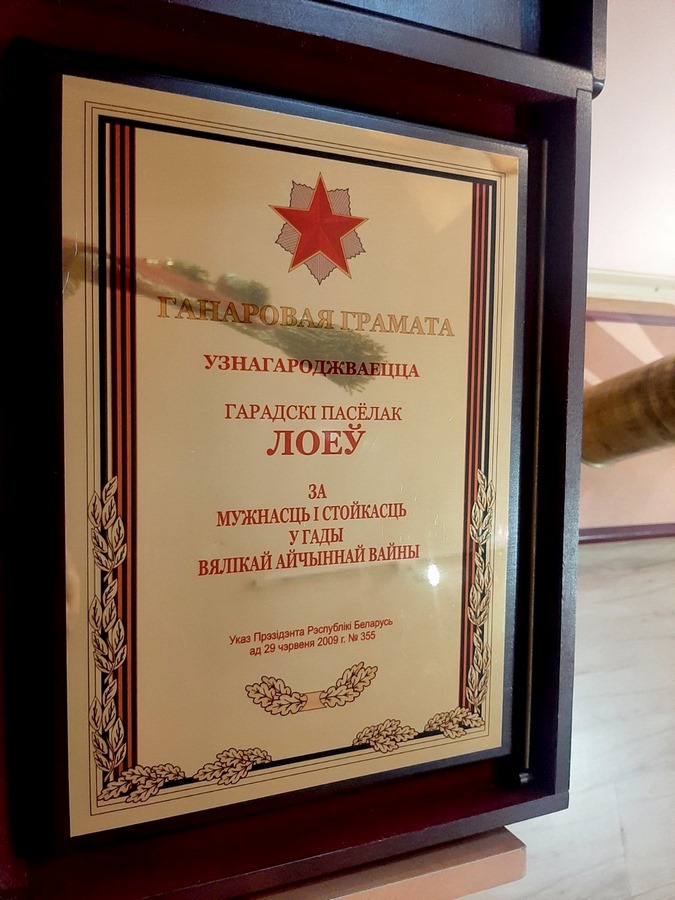 ГАНАРОВАЯ ГРАМАТА
УЗНАГАРОДЖВАЕЦЦА
ГАРАДСКІ ПАСЁЛАК
ЛОЕЎ
ЗА
МУЖНАСЦЬ І СТОЙКАСЦЬ
У ГАДЫ
ВЯЛІКАЙ АЙЧЫННАЙ ВАЙНЫ
Указ Прэзідэнта Рэспублікі Беларусь
ад 29 чэрвеня 2009 г. № 355